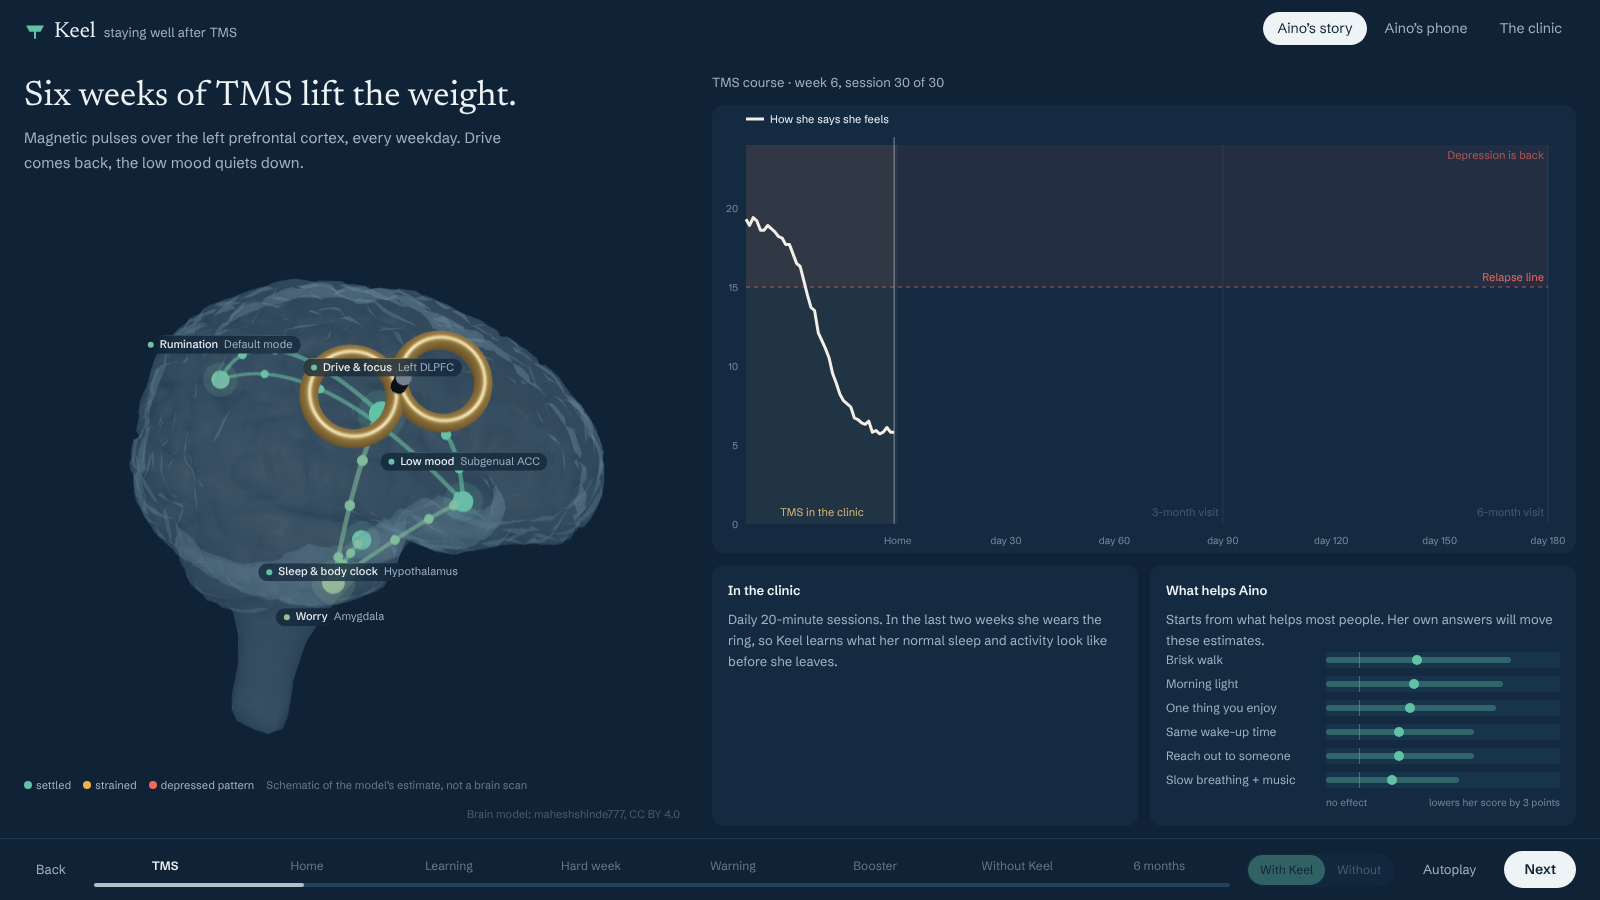 Keel staying well after TMS
Aino's story
Aino's phone
The clinic
Six weeks of TMS lift the weight.
Magnetic pulses over the left prefrontal cortex, every weekday. Drive
comes back, the low mood quiets down.
Rumination Default mode
Drive & focus Left DLPFC
Low mood Subgenual ACC
Sleep & body clock Hypothalamus
Worry Amygdala
settled
strained
depressed pattern
Schematic of the model's estimate, not a brain scan
Brain model: maheshshinde777, CC BY 4.0
TMS course · week 6, session 30 of 30
How she says she feels
Depression is back
20
Relapse line
15
10
5
TMS in the clinic
3-month visit
6-month visit
0
Home
day 30
day 60
day 90
day 120
day 150
day 180
In the clinic
Daily 20-minute sessions. In the last two weeks she wears the
ring, so Keel learns what her normal sleep and activity look like
before she leaves.
What helps Aino
Starts from what helps most people. Her own answers will move
these estimates.
Brisk walk
Morning light
One thing you enjoy
Same wake-up time
Reach out to someone
Slow breathing + music
no effect
lowers her score by 3 points
Back
TMS
Home
Learning
Hard week
Warning
Booster
Without Keel
6 months
With Keel
Without
Autoplay
Next